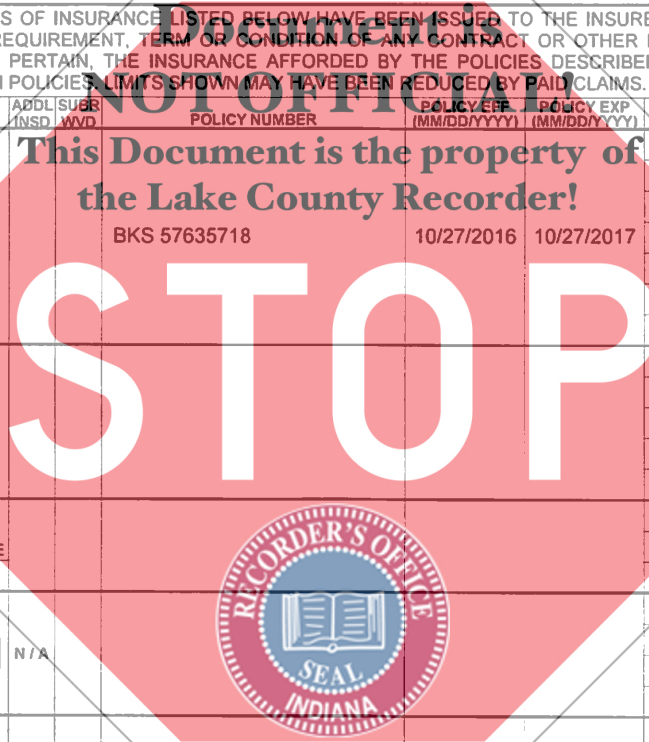 S OF INSURANCE LISTED BELOW HAVE BEEN ISSUED TO THE INSURE
Document is
EQUIREMENT, TERM OR CONDITION OF ANY CONTRACT OR OTHER
PERTAIN, THE INSURANCE AFFORDED BY THE POLICIES DESCRIBE
POLICIES. LIMITS SHOWN MAY HAVE BEEN REDUCED BY PAID CLAIMS.
NOT OFFICIAL!
ADDL SUBR POLICY EFF POLICY EXP
INSD WVD POLICY NUMBER (MM/DD/YYYY) (MM/DD/YYYY)
This Document is the property of
the Lake County Recorder!
BKS 57635718 10/27/2016 10/27/2017
STOP
RECORDER'S OFFICE
SEAL
INDIANA
E
N/A